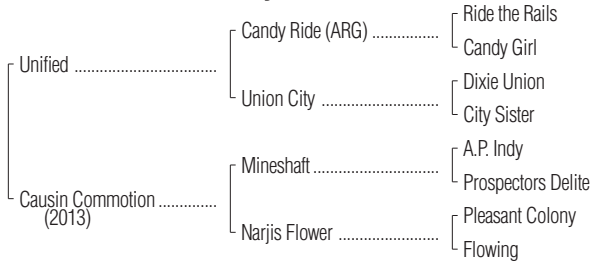 Ride the Rails
Candy Ride (ARG) ................
Candy Girl
Unified ..................................
Dixie Union
Union City ............................
City Sister
A.P. Indy
Mineshaft ..............................
Prospectors Delite
Causin Commotion ..............
(2013)
Pleasant Colony
Narjis Flower ........................
Flowing